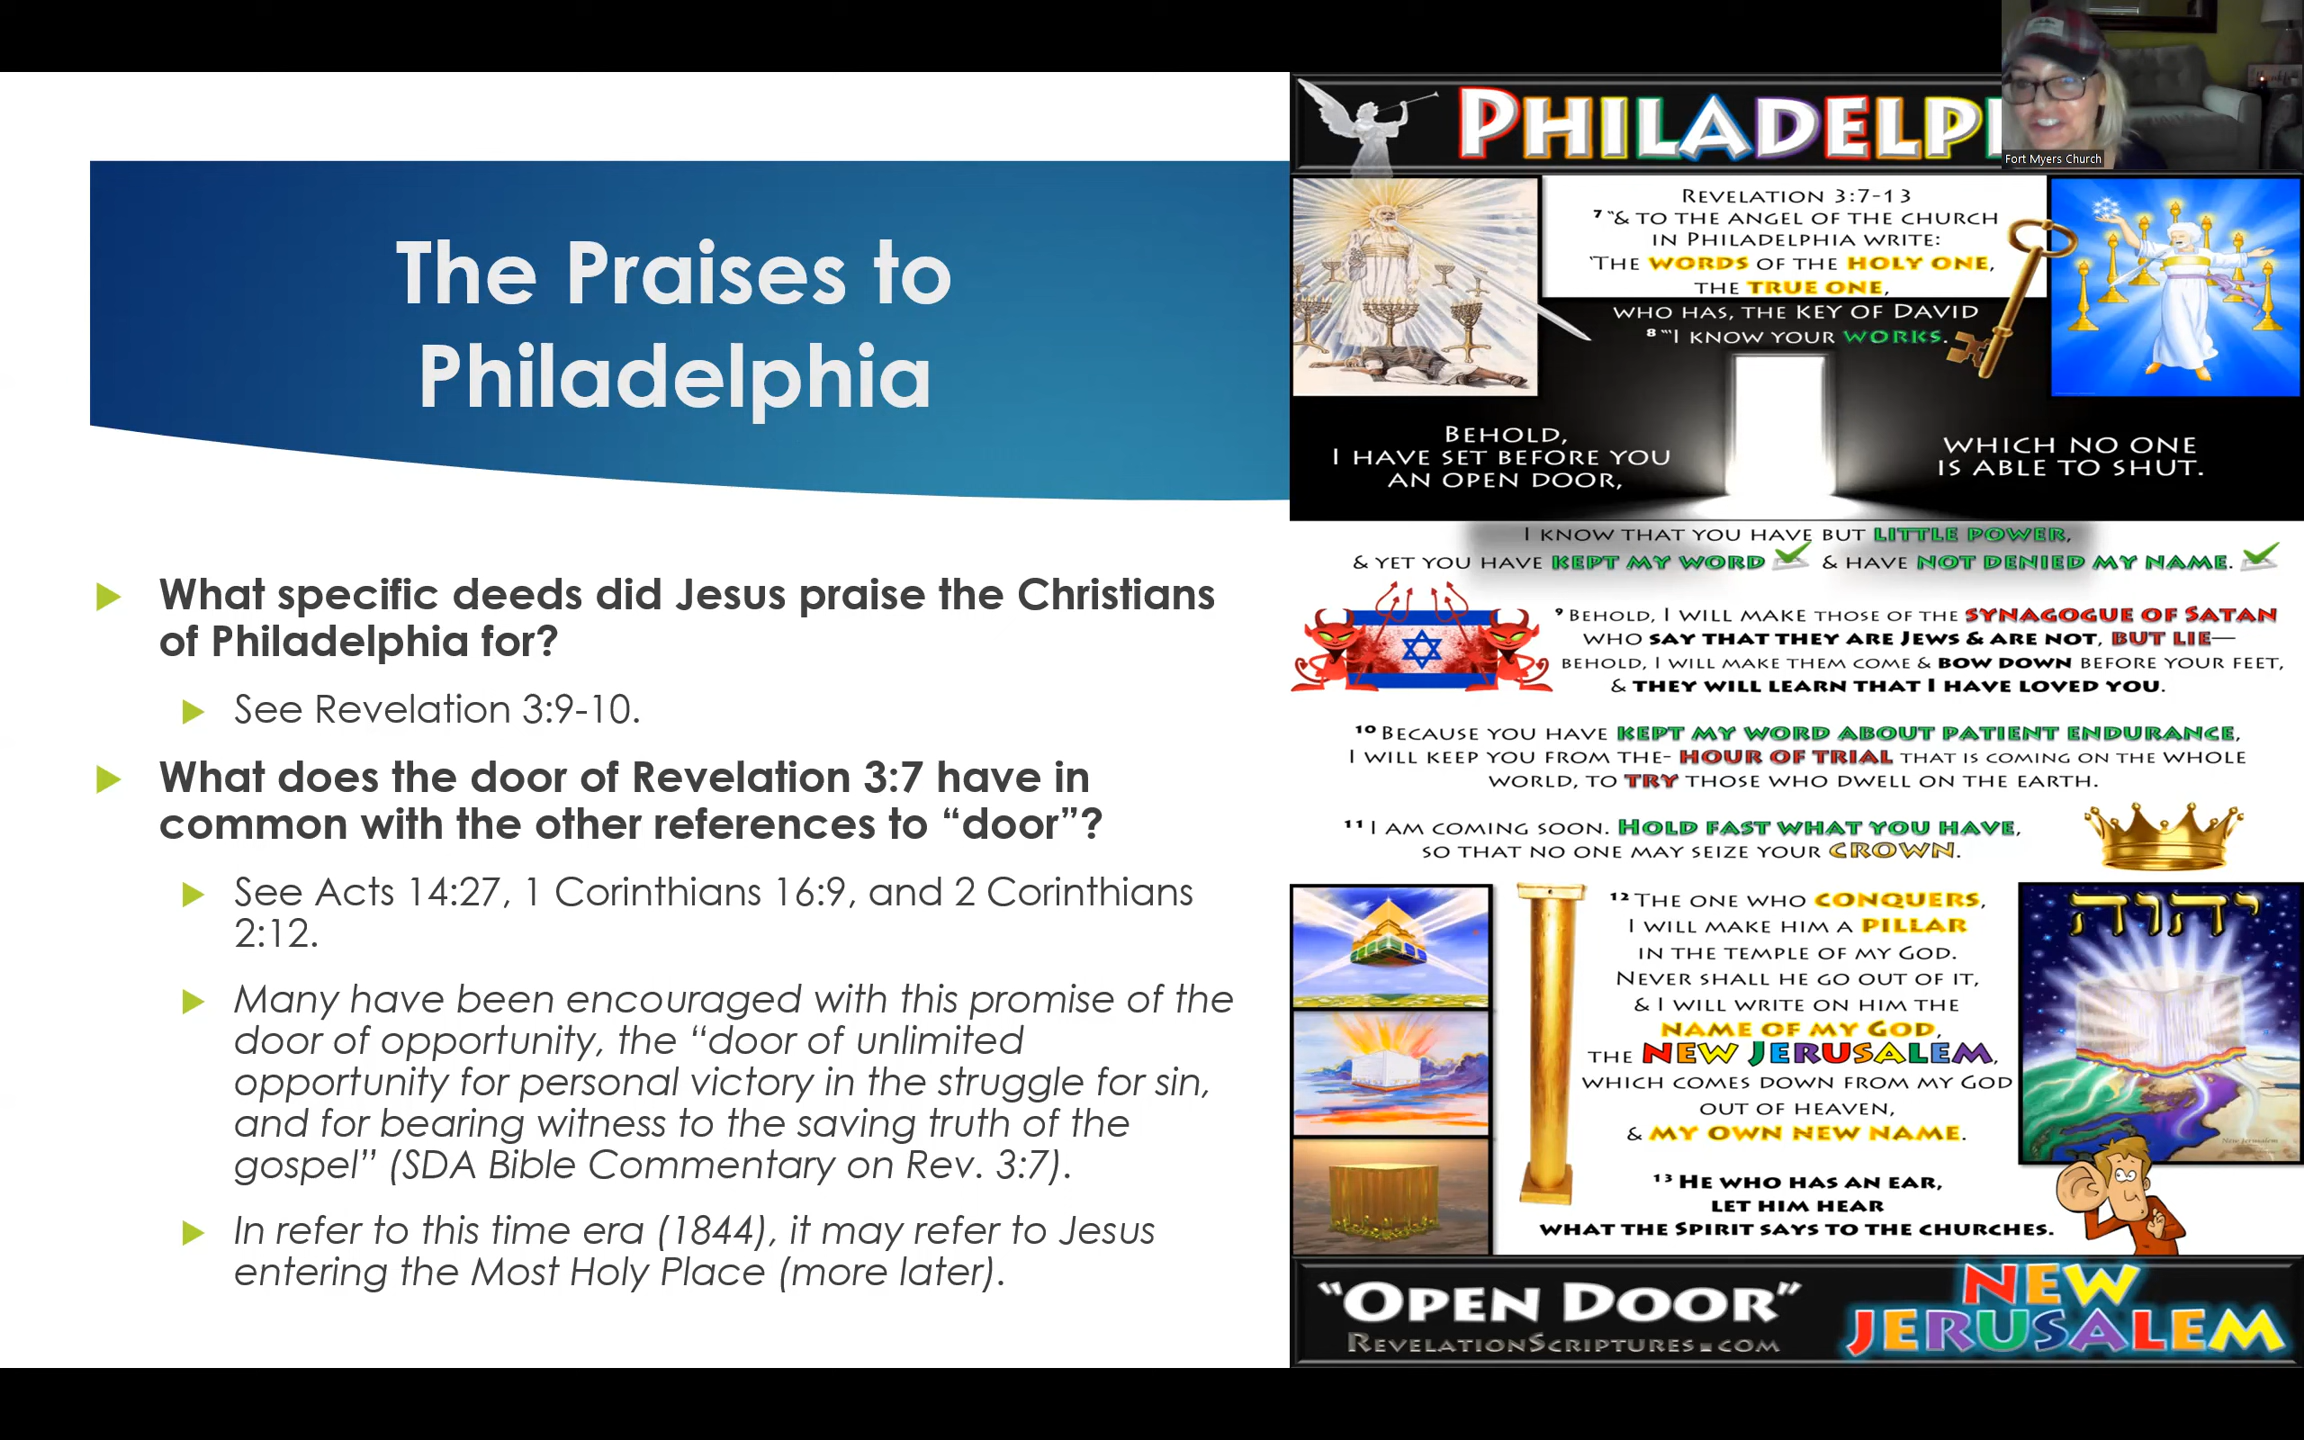 The Praises to
Philadelphia
What specific deeds did Jesus praise the Christians
of Philadelphia for?
See Revelation 3:9-10.
What does the door of Revelation 3:7 have in
common with the other references to “door”?
See Acts 14:27, 1 Corinthians 16:9, and 2 Corinthians
2:12.
Many have been encouraged with this promise of the
door of opportunity, the “door of unlimited
opportunity for personal victory in the struggle for sin,
and for bearing witness to the saving truth of the
gospel” (SDA Bible Commentary on Rev. 3:7).
In refer to this time era (1844), it may refer to Jesus
entering the Most Holy Place (more later).
PHILADELP
Fort Myers Church
REVELATION 3:7-13
7 “& TO THE ANGEL OF THE CHURCH
IN PHILADELPHIA WRITE:
‘THE WORDS OF THE HOLY ONE,
THE TRUE ONE,
WHO HAS, THE KEY OF DAVID
8 “‘I KNOW YOUR WORKS.
BEHOLD,
I HAVE SET BEFORE YOU
AN OPEN DOOR,
WHICH NO ONE
IS ABLE TO SHUT.
I KNOW THAT YOU HAVE BUT LITTLE POWER,
& YET YOU HAVE KEPT MY WORD & HAVE NOT DENIED MY NAME.
9 BEHOLD, I WILL MAKE THOSE OF THE SYNAGOGUE OF SATAN
WHO SAY THAT THEY ARE JEWS & ARE NOT, BUT LIE—
BEHOLD, I WILL MAKE THEM COME & BOW DOWN BEFORE YOUR FEET,
& THEY WILL LEARN THAT I HAVE LOVED YOU.
10 BECAUSE YOU HAVE KEPT MY WORD ABOUT PATIENT ENDURANCE,
I WILL KEEP YOU FROM THE- HOUR OF TRIAL THAT IS COMING ON THE WHOLE
WORLD, TO TRY THOSE WHO DWELL ON THE EARTH.
11 I AM COMING SOON. HOLD FAST WHAT YOU HAVE,
SO THAT NO ONE MAY SEIZE YOUR CROWN.
12 THE ONE WHO CONQUERS,
I WILL MAKE HIM A PILLAR
IN THE TEMPLE OF MY GOD.
NEVER SHALL HE GO OUT OF IT,
& I WILL WRITE ON HIM THE
NAME OF MY GOD,
THE NEW JERUSALEM,
WHICH COMES DOWN FROM MY GOD
OUT OF HEAVEN,
& MY OWN NEW NAME.
יהוה
New Jerusalem
13 HE WHO HAS AN EAR,
LET HIM HEAR
WHAT THE SPIRIT SAYS TO THE CHURCHES.
“OPEN DOOR”
REVELATIONSCRIPTURES.COM
NEW
JERUSALEM